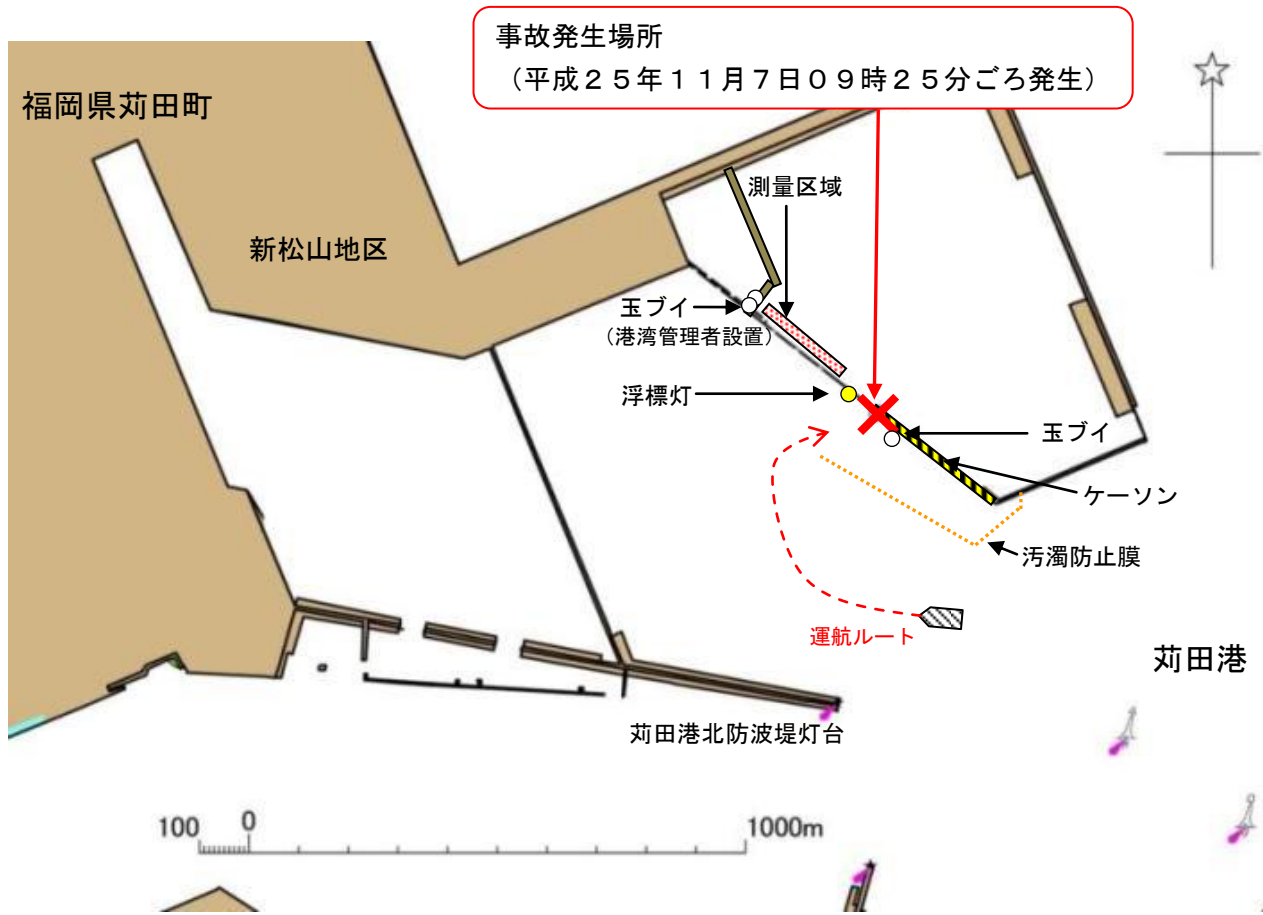 事故発生場所
（平成２５年１１月７日０９時２５分ごろ発生）
福岡県苅田町
新松山地区
測量区域
玉ブイ
（港湾管理者設置）
浮標灯
玉ブイ
ケーソン
汚濁防止膜
運航ルート
苅田港
苅田港北防波堤灯台
100 0 1000m